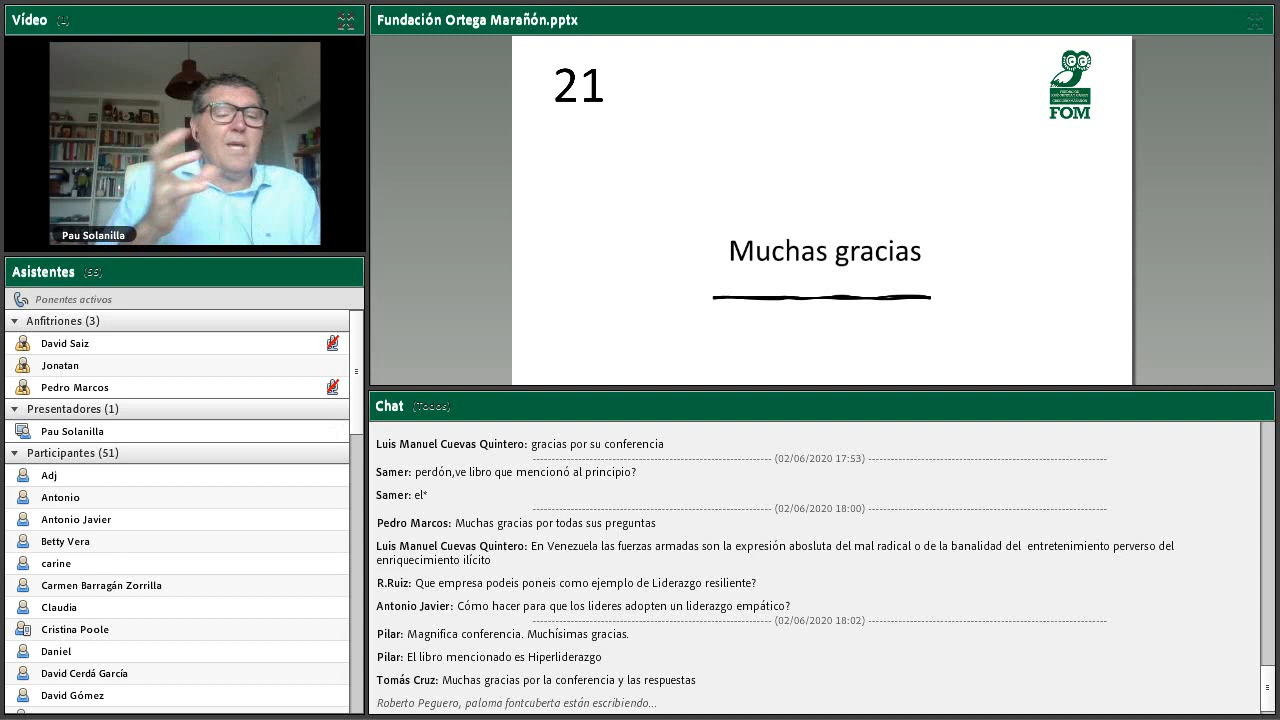 Vídeo (1)
Pau Solanilla
Asistentes (55)
Ponentes activos
Anfitriones (3)
David Saiz
Jonatan
Pedro Marcos
Presentadores (1)
Pau Solanilla
Participantes (51)
Adj
Antonio
Antonio Javier
Betty Vera
carine
Carmen Barragán Zorrilla
Claudia
Cristina Poole
Daniel
David Cerdá García
David Gómez
Fundación Ortega Marañón.pptx
21
FOM
Muchas gracias
Chat (Todos)
Luis Manuel Cuevas Quintero: gracias por su conferencia
(02/06/2020 17:53)
Samer: perdón,ve libro que mencionó al principio?
Samer: el*
(02/06/2020 18:00)
Pedro Marcos: Muchas gracias por todas sus preguntas
Luis Manuel Cuevas Quintero: En Venezuela las fuerzas armadas son la expresión absoluta del mal radical o de la banalidad del entretenimiento perverso del
enriquecimiento ilícito
R.Ruiz: Que empresa podeis poneis como ejemplo de Liderazgo resiliente?
Antonio Javier: Cómo hacer para que los lideres adopten un liderazgo empático?
(02/06/2020 18:02)
Pilar: Magnifica conferencia. Muchísimas gracias.
Pilar: El libro mencionado es Hiperliderazgo
Tomás Cruz: Muchas gracias por la conferencia y las respuestas
Roberto Peguero, paloma fontcuberta están escribiendo...